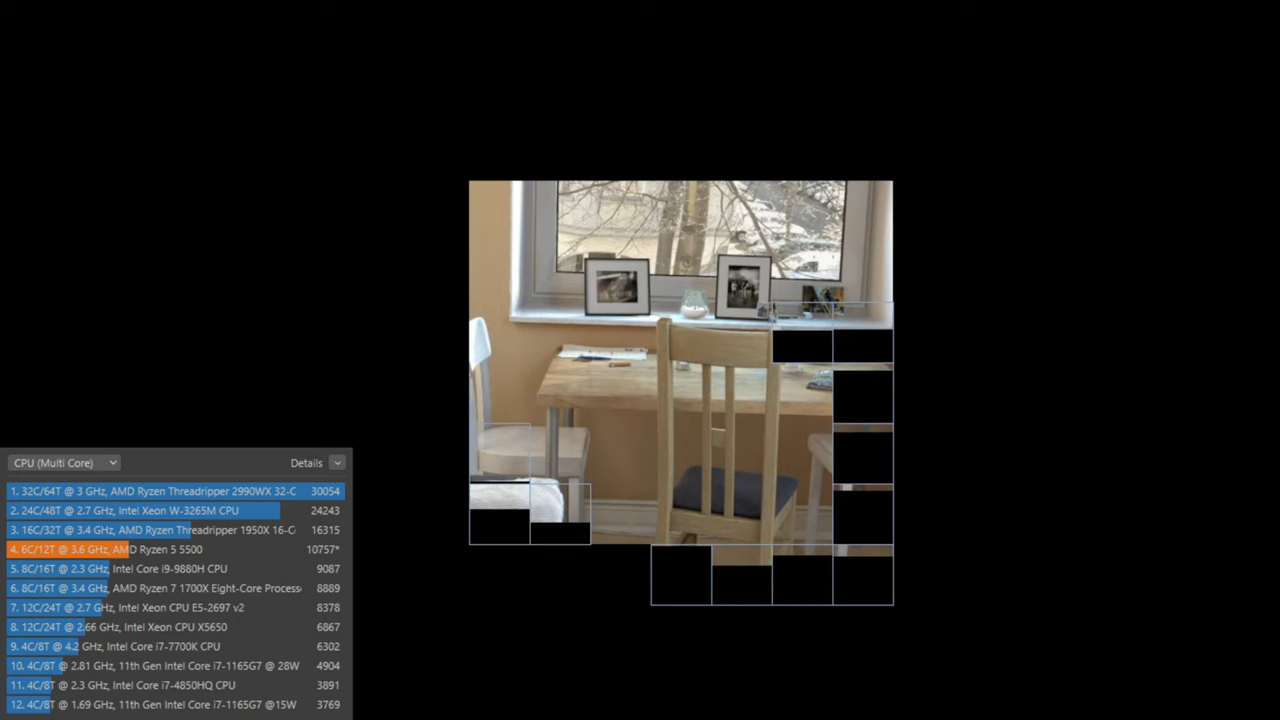 CPU (Multi Core) Details
1. 32C/64T @ 3 GHz, AMD Ryzen Threadripper 2990WX 32-C 30054
2. 24C/48T @ 2.7 GHz, Intel Xeon W-3265M CPU 24243
3. 16C/32T @ 3.4 GHz, AMD Ryzen Threadripper 1950X 16-C 16315
4. 6C/12T @ 3.6 GHz, AMD Ryzen 5 5500 10757*
5. 8C/16T @ 2.3 GHz, Intel Core i9-9880H CPU 9087
6. 8C/16T @ 3.4 GHz, AMD Ryzen 7 1700X Eight-Core Process 8889
7. 12C/24T @ 2.7 GHz, Intel Xeon CPU E5-2697 v2 8378
8. 12C/24T @ 2.66 GHz, Intel Xeon CPU X5650 6867
9. 4C/8T @ 4.2 GHz, Intel Core i7-7700K CPU 6302
10. 4C/8T @ 2.81 GHz, 11th Gen Intel Core i7-1165G7 @ 28W 4904
11. 4C/8T @ 2.3 GHz, Intel Core i7-4850HQ CPU 3891
12. 4C/8T @ 1.69 GHz, 11th Gen Intel Core i7-1165G7 @15W 3769